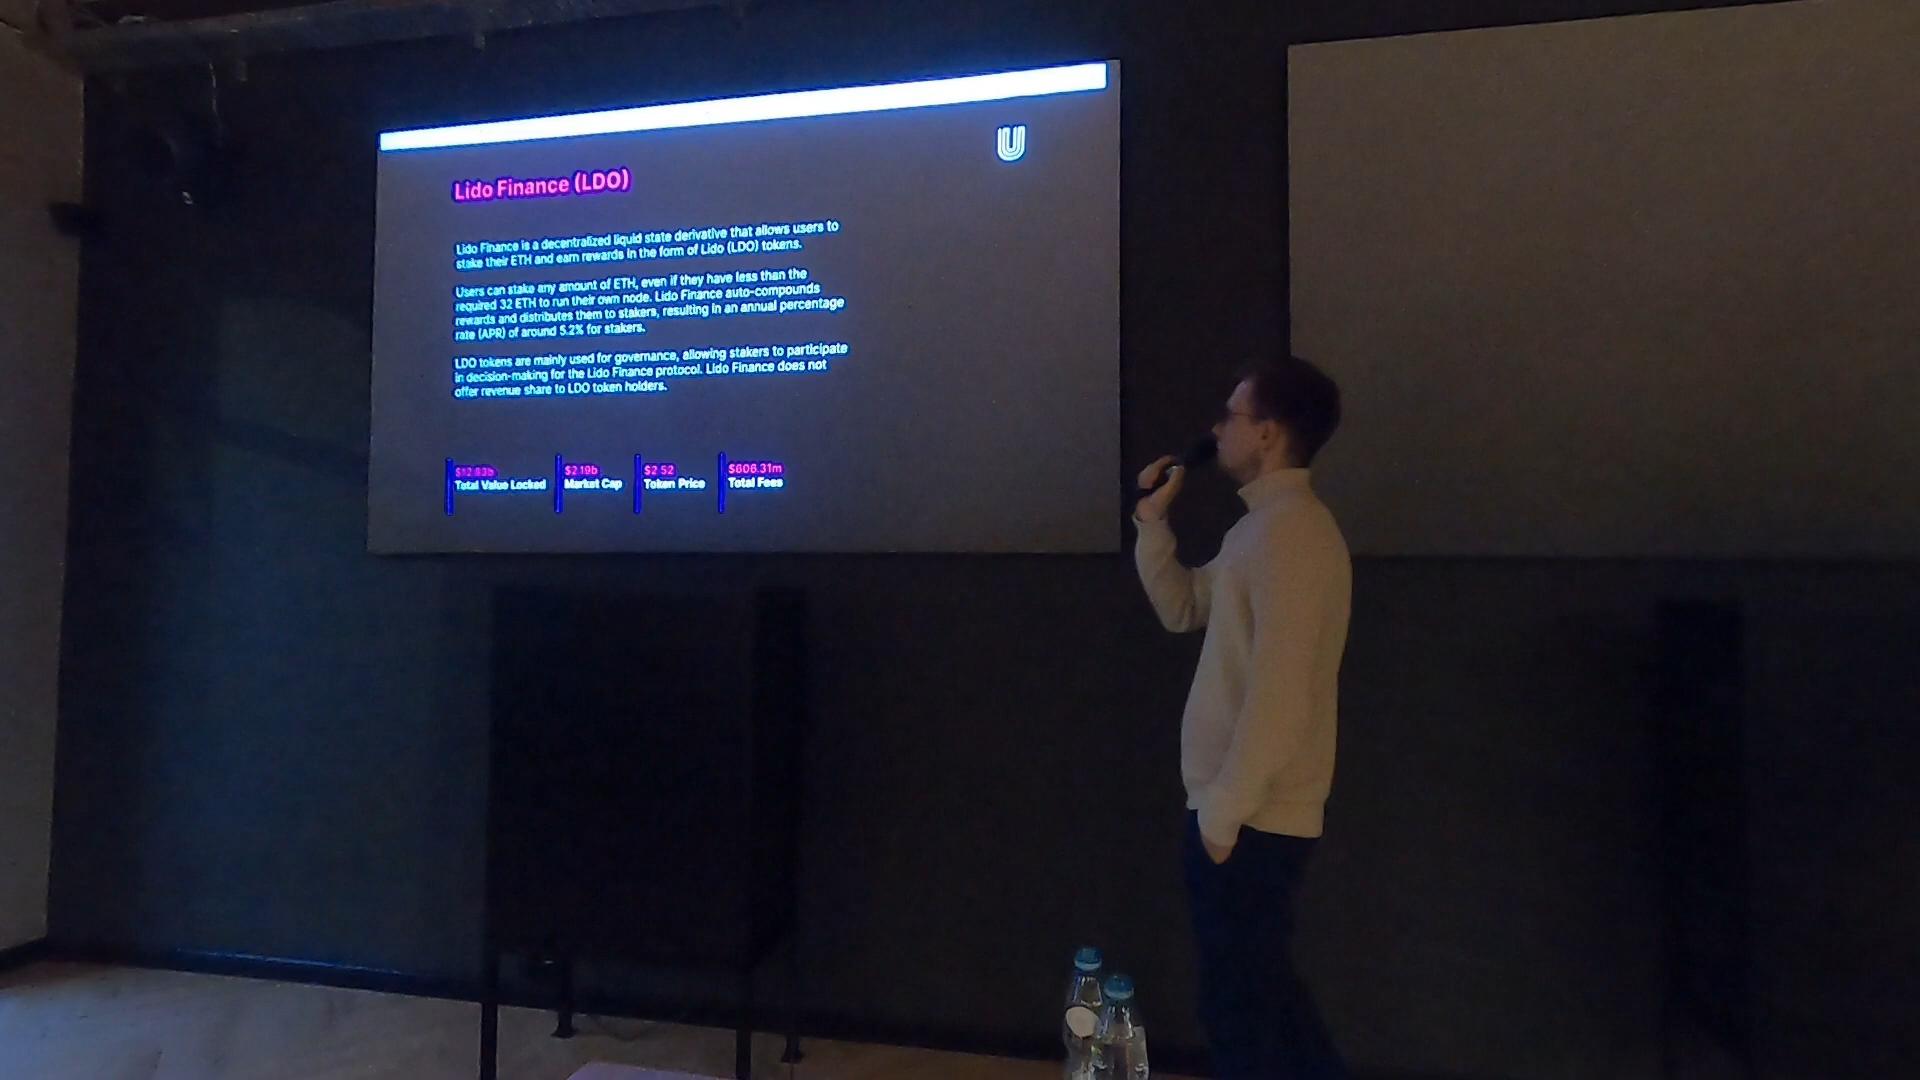 U
Lido Finance (LDO)
Lido Finance is a decentralized liquid state derivative that allows users to
stake their ETH and earn rewards in the form of Lido (LDO) tokens.
Users can stake any amount of ETH, even if they have less than the
required 32 ETH to run their own node. Lido Finance auto-compounds
rewards and distributes them to stakers, resulting in an annual percentage
rate (APR) of around 5.2% for stakers.
LDO tokens are mainly used for governance, allowing stakers to participate
in decision-making for the Lido Finance protocol. Lido Finance does not
offer revenue share to LDO token holders.
$2.19b $2.52 $606.31m
Total Value Locked Market Cap Token Price Total Fees